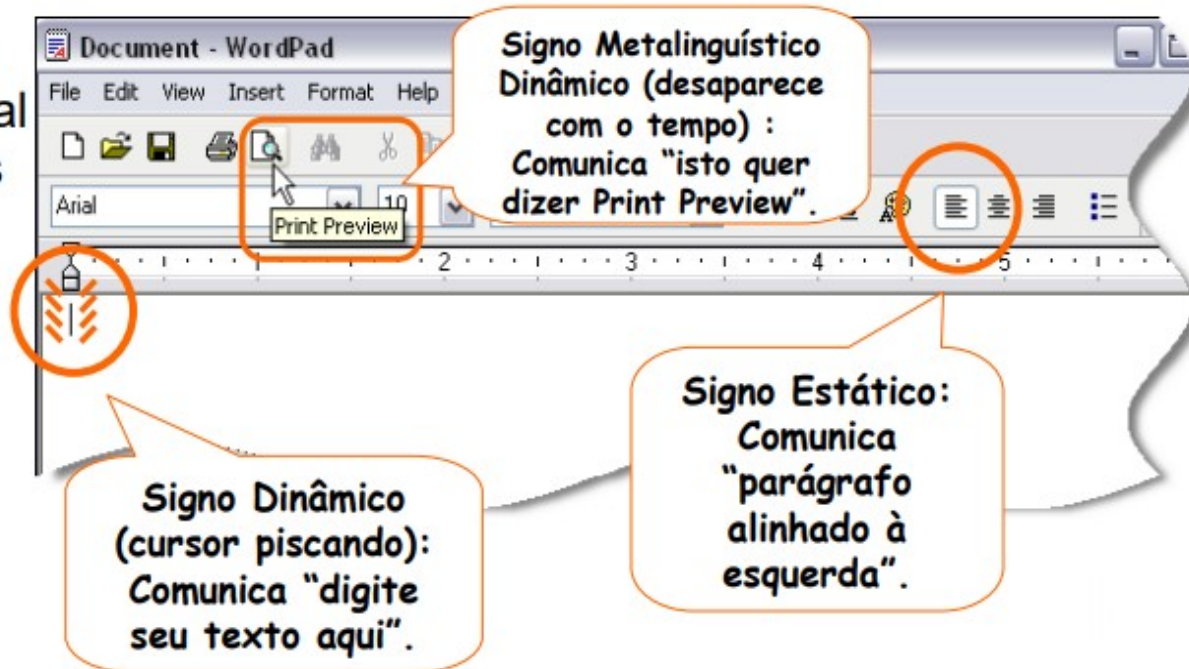 Document - WordPad
File Edit View Insert Format Help
al
s
Arial
10
Print Preview
2
3
4
5
Signo Metalinguístico
Dinâmico (desaparece
com o tempo) :
Comunica “isto quer
dizer Print Preview”.
Signo Estático:
Comunica
“parágrafo
alinhado à
esquerda”.
Signo Dinâmico
(cursor piscando):
Comunica “digite
seu texto aqui”.